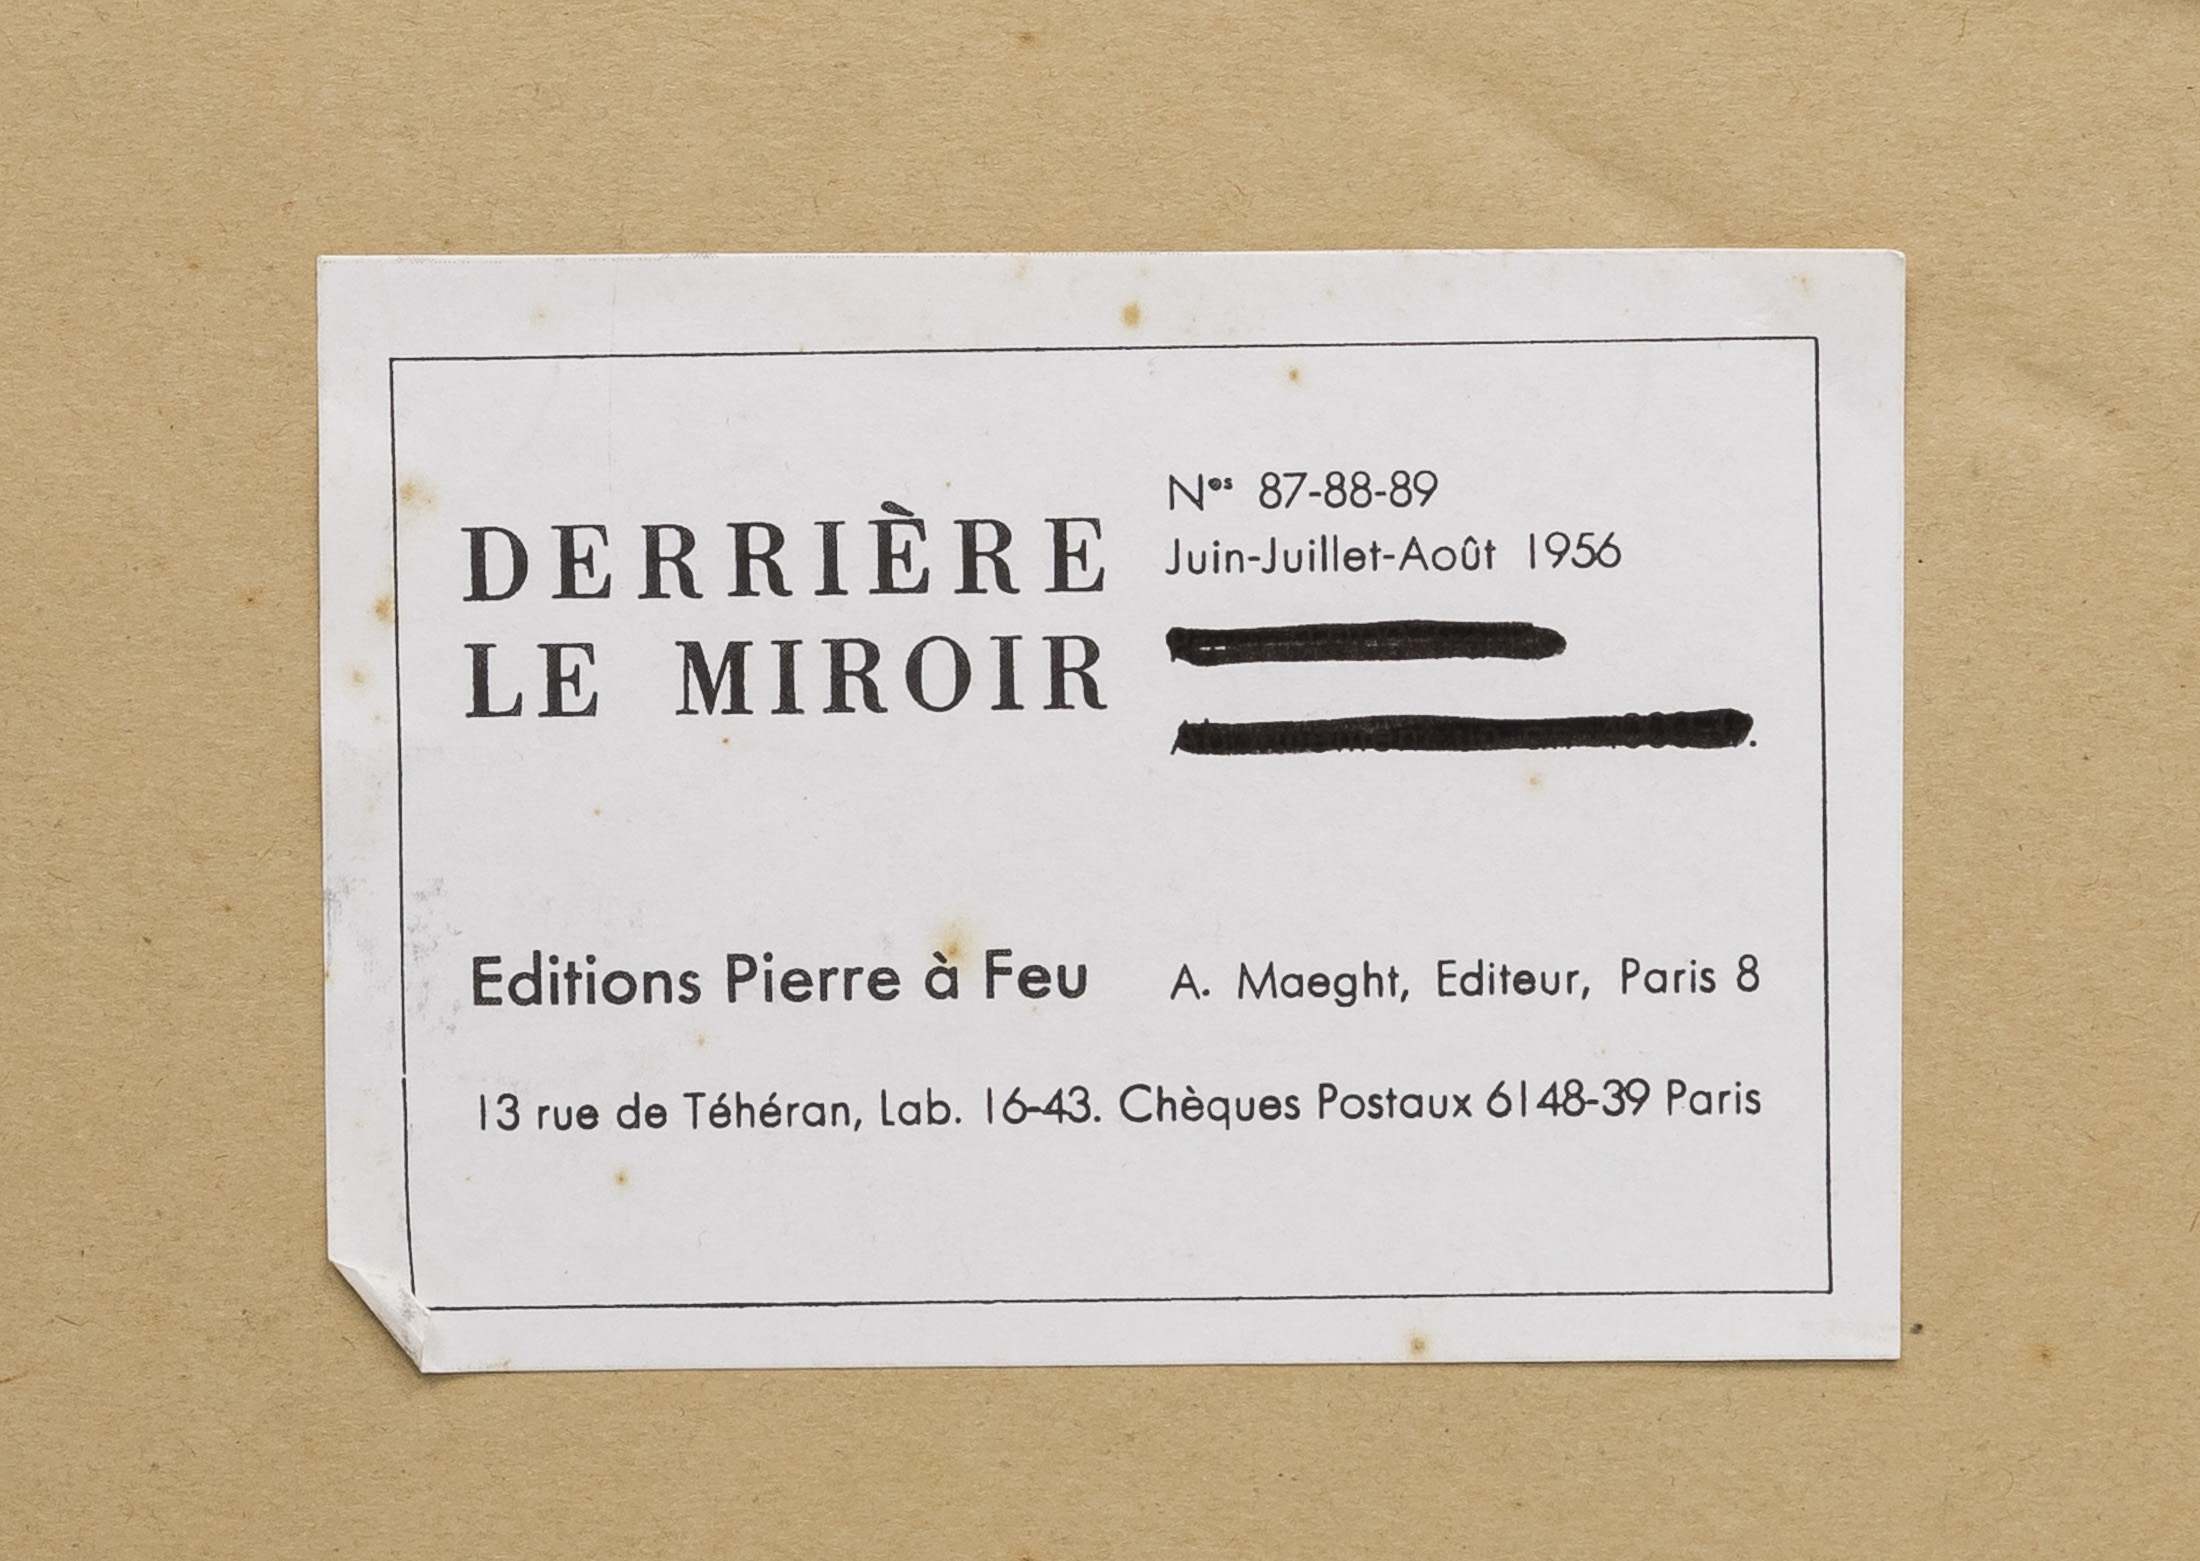 DERRIÈRE
LE MIROIR
Nos 87-88-89
Juin-Juillet-Août 1956
Editions Pierre à Feu
A. Maeght, Editeur, Paris 8
13 rue de Téhéran, Lab. 16-43. Chèques Postaux 6148-39 Paris